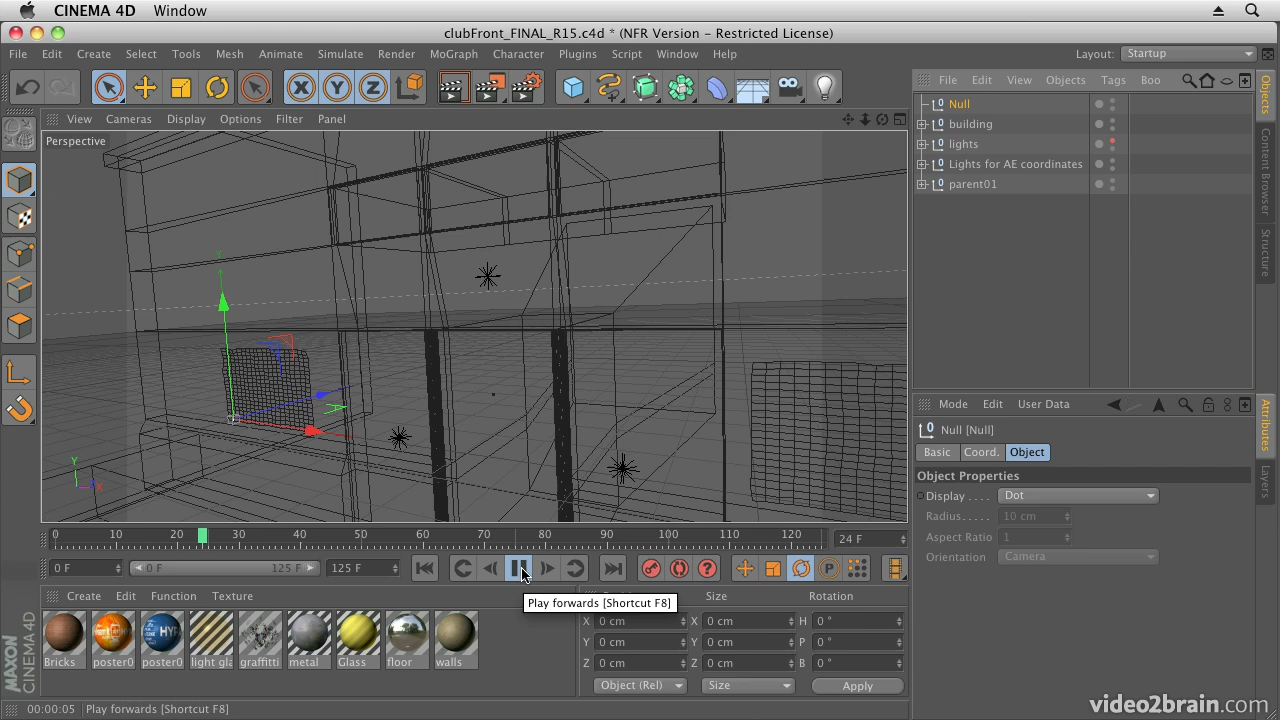 CINEMA 4D Window
clubFront_FINAL_R15.c4d * (NFR Version - Restricted License)
File Edit Create Select Tools Mesh Animate Simulate Render MoGraph Character Plugins Script Window Help
Layout: Startup
X Y Z
File Edit View Objects Tags Boo
View Cameras Display Options Filter Panel
Perspective
Null
building
lights
Lights for AE coordinates
parent01
Objects
Content Browser
Structure
Y
X
Mode Edit User Data
Null [Null]
Basic Coord. Object
Object Properties
Display .... Dot
Radius..... 10 cm
Aspect Ratio 1
Orientation Camera
Attributes
Layers
0 10 20 30 40 50 60 70 80 90 100 110 120
24 F
0 F 0 F 125 F 125 F
P
Play forwards [Shortcut F8]
Create Edit Function Texture
Size Rotation
X 0 cm X 0 cm H 0 °
Y 0 cm Y 0 cm P 0 °
Z 0 cm Z 0 cm B 0 °
Object (Rel) Size Apply
Bricks poster0 poster0 light gla graffitti metal Glass floor walls
MAXON CINEMA 4D
00:00:05 Play forwards [Shortcut F8]
video2brain.com